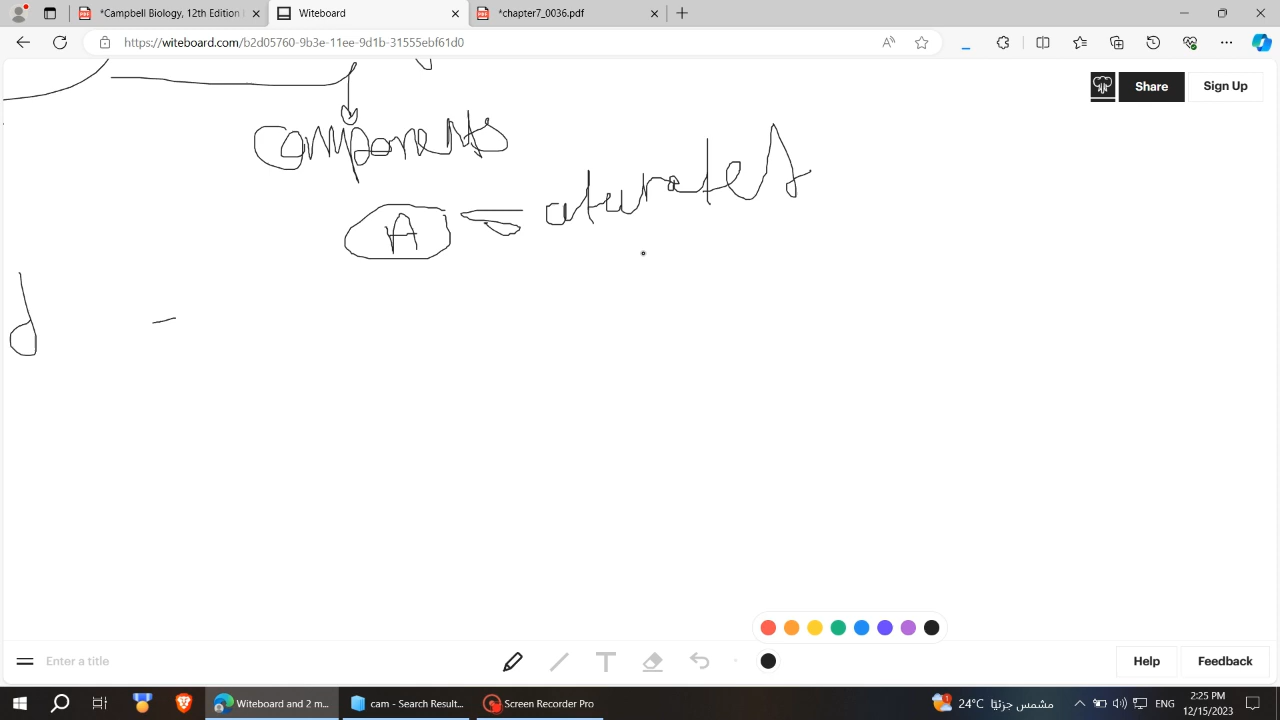 *Campbell Biology, 12th Edition
Witeboard
*chapter7_0036.pdf
https://witeboard.com/b2d05760-9b3e-11ee-9d1b-31555ebf61d0
Share
Sign Up
components
A
d
Enter a title
Help
Feedback
Witeboard and 2 m...
cam - Search Result...
Screen Recorder Pro
24°C مشمس جزئيًا
ENG
2:25 PM
12/15/2023